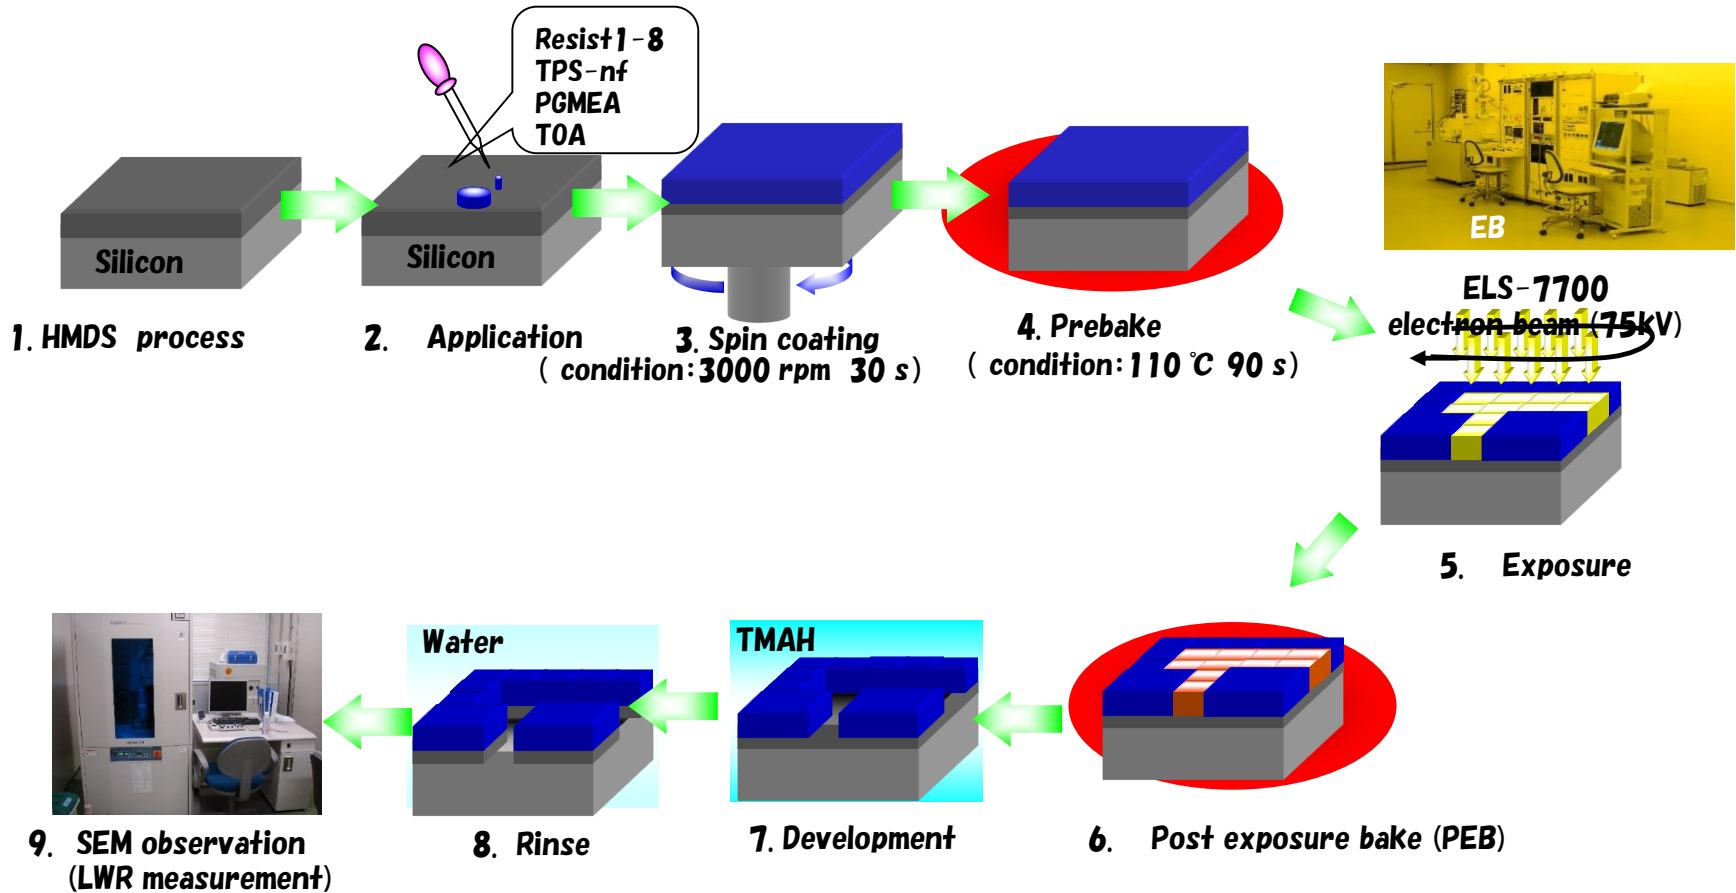 Resist1-8
TPS-nf
PGMEA
TOA
Silicon
Silicon
1. HMDS process
2. Application
3. Spin coating
( condition:3000 rpm 30 s)
4. Prebake
( condition:110 ℃ 90 s)
EB
ELS-7700
electron beam (75KV)
5. Exposure
6. Post exposure bake (PEB)
TMAH
7. Development
Water
8. Rinse
9. SEM observation
(LWR measurement)